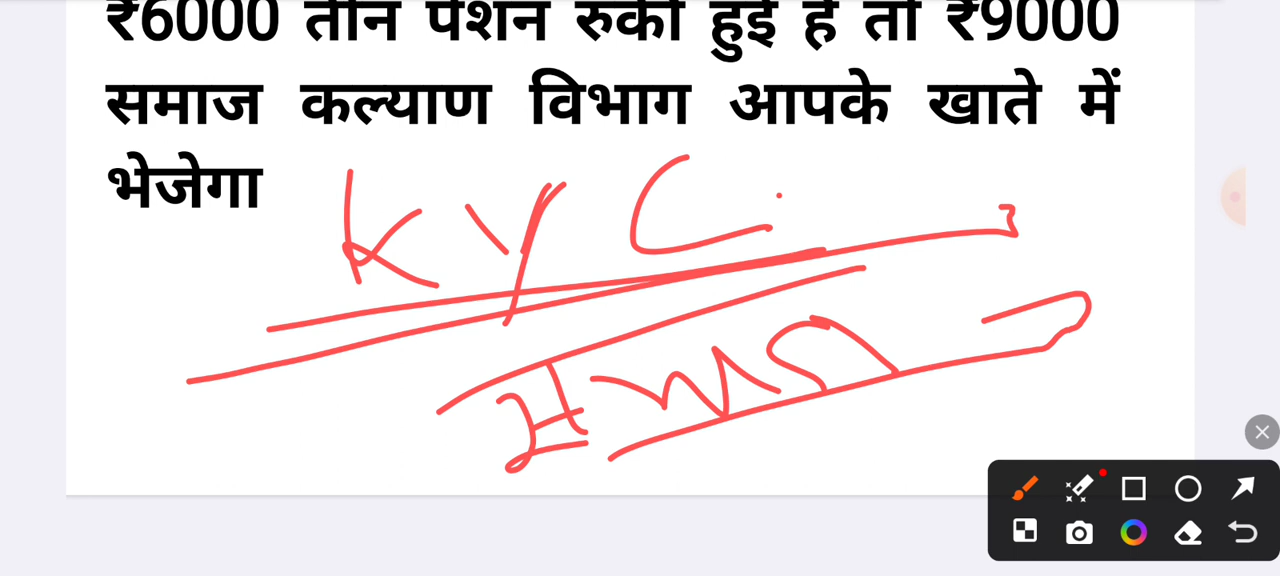 ₹6000 तीन पेंशन रुकी हुई है तो ₹9000
समाज कल्याण विभाग आपके खाते में
भेजेगा
KYC